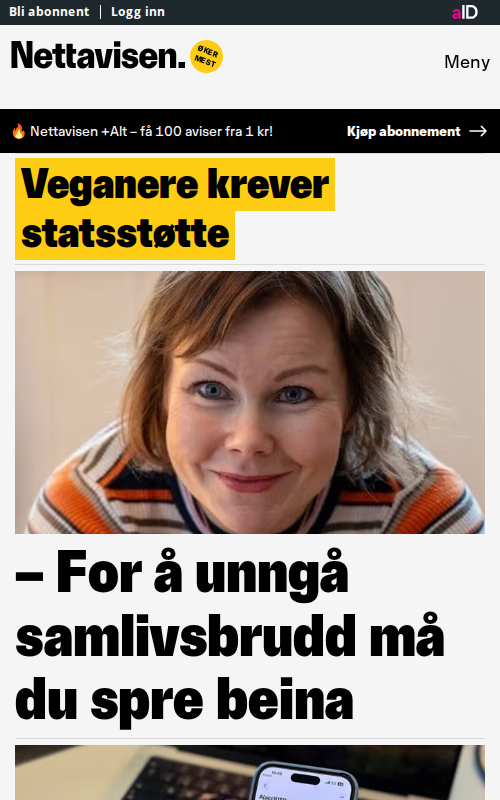 Bli abonnent | Logg inn
aID
Nettavisen.
ØKER
MEST
Meny
🔥 Nettavisen +Alt – få 100 aviser fra 1 kr!
Kjøp abonnement →
Veganere krever
statsstøtte
– For å unngå
samlivsbrudd må
du spre beina